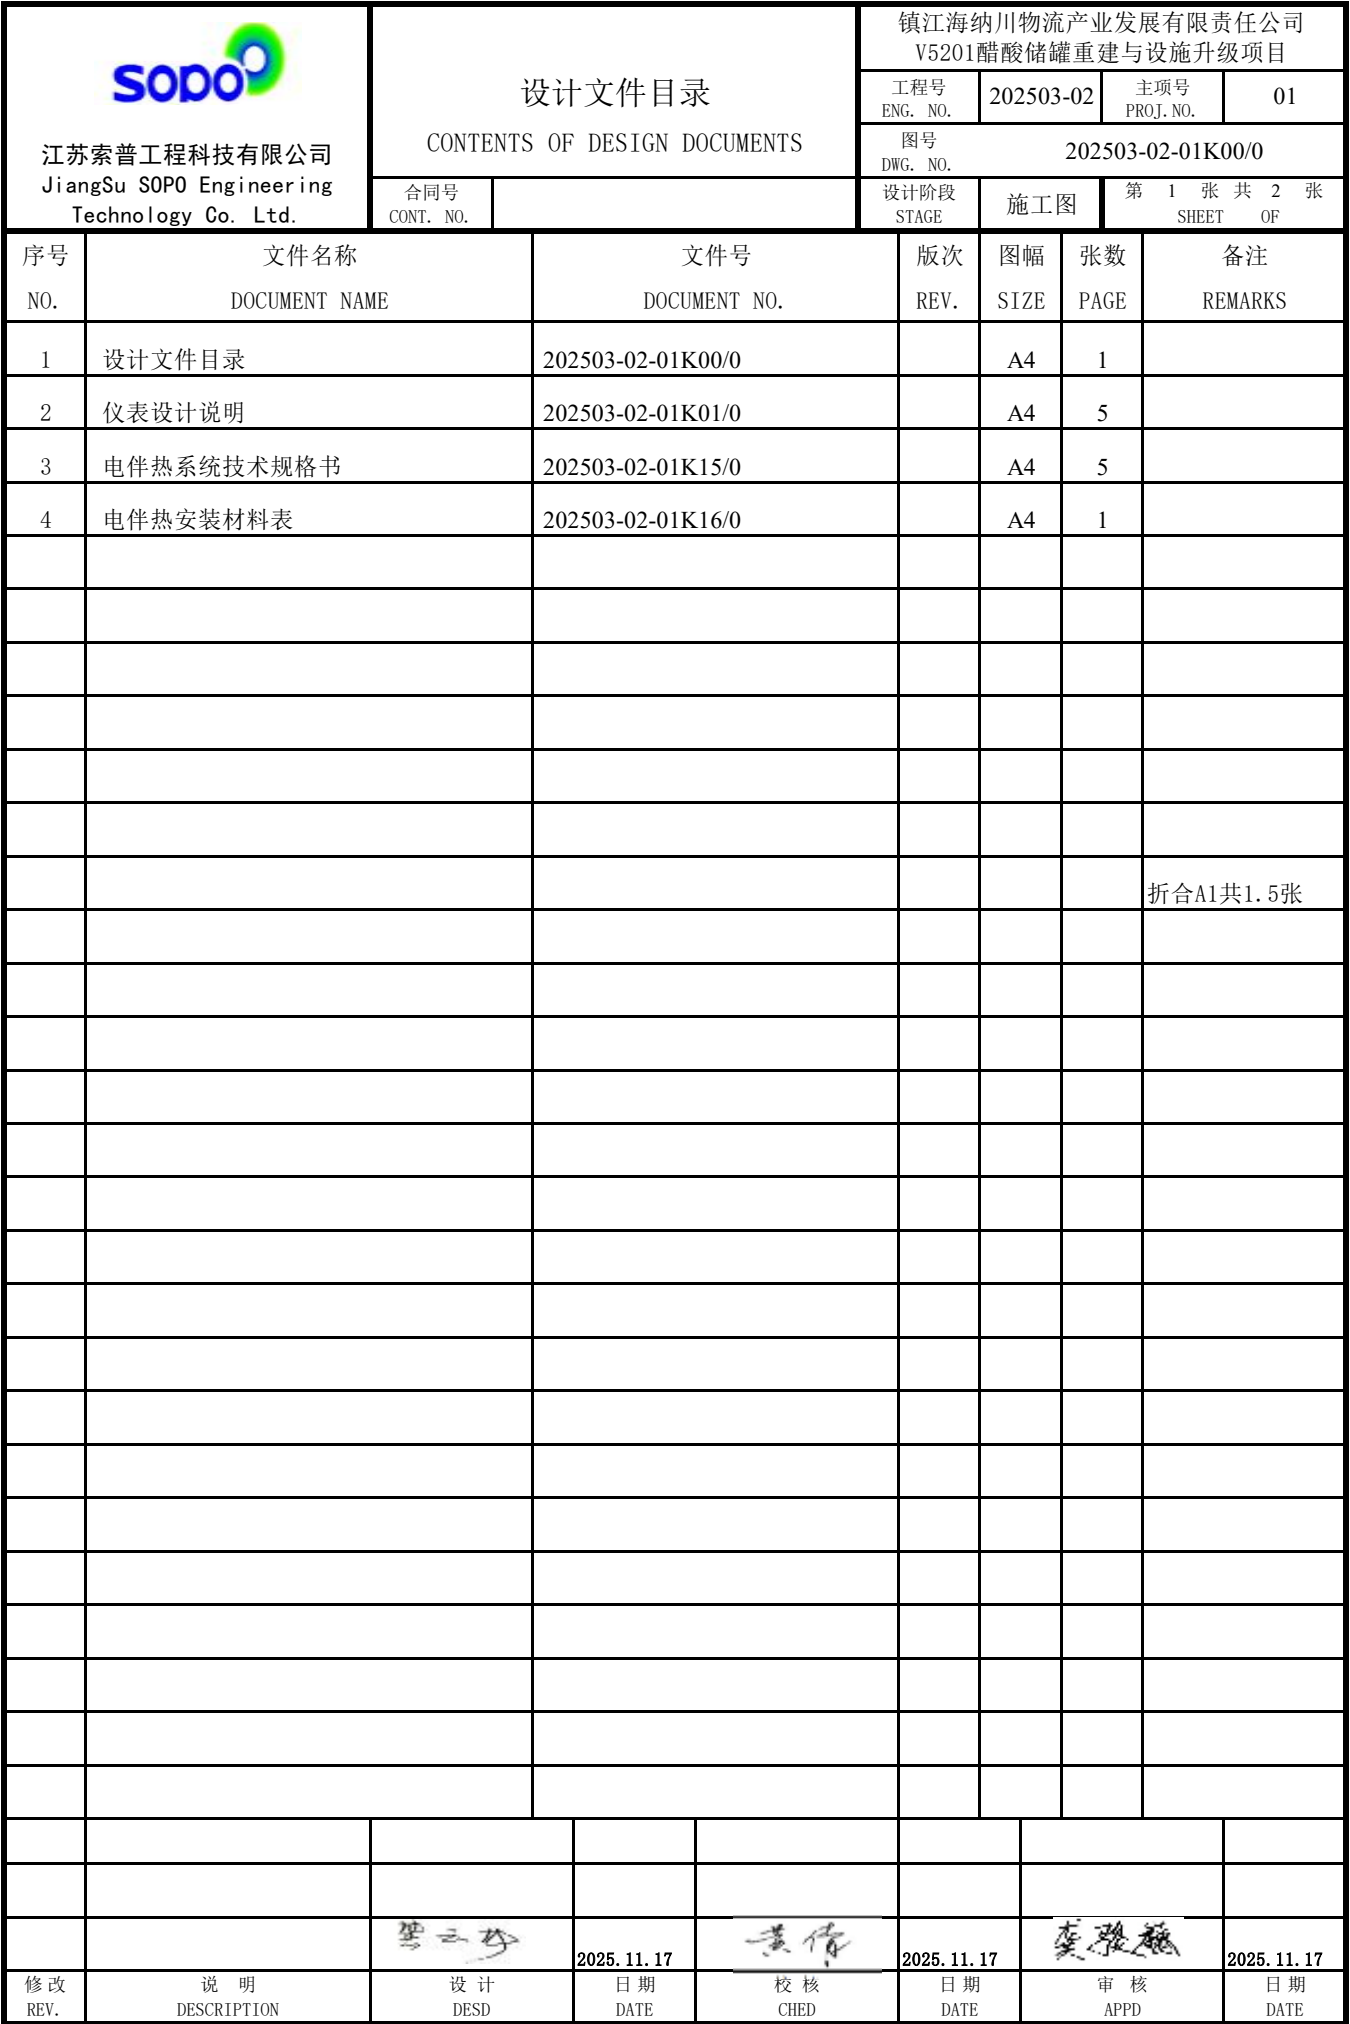 SOPO
江苏索普工程科技有限公司
JiangSu SOPO Engineering
Technology Co. Ltd.
设计文件目录
CONTENTS OF DESIGN DOCUMENTS
合同号
CONT. NO.
镇江海纳川物流产业发展有限责任公司
V5201醋酸储罐重建与设施升级项目
工程号
ENG. NO.
202503-02
主项号
PROJ.NO.
01
图号
DWG. NO.
202503-02-01K00/0
设计阶段
STAGE
施工图
第 1 张 共 2 张
SHEET OF
序号 文件名称 文件号 版次 图幅 张数 备注
NO. DOCUMENT NAME DOCUMENT NO. REV. SIZE PAGE REMARKS
1 设计文件目录 202503-02-01K00/0 A4 1
2 仪表设计说明 202503-02-01K01/0 A4 5
3 电伴热系统技术规格书 202503-02-01K15/0 A4 5
4 电伴热安装材料表 202503-02-01K16/0 A4 1
折合A1共1.5张
2025.11.17 黄倩 2025.11.17 2025.11.17
修改 说 明 设 计 日 期 校 核 日 期 审 核 日 期
REV. DESCRIPTION DESD DATE CHED DATE APPD DATE